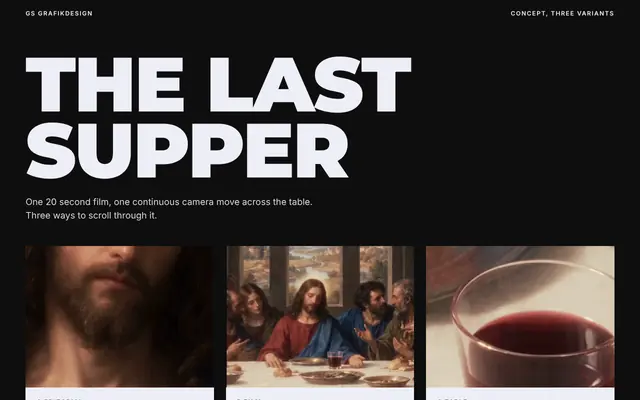 GS GRAFIKDESIGN
CONCEPT, THREE VARIANTS
THE LAST
SUPPER
One 20 second film, one continuous camera move across the table.
Three ways to scroll through it.